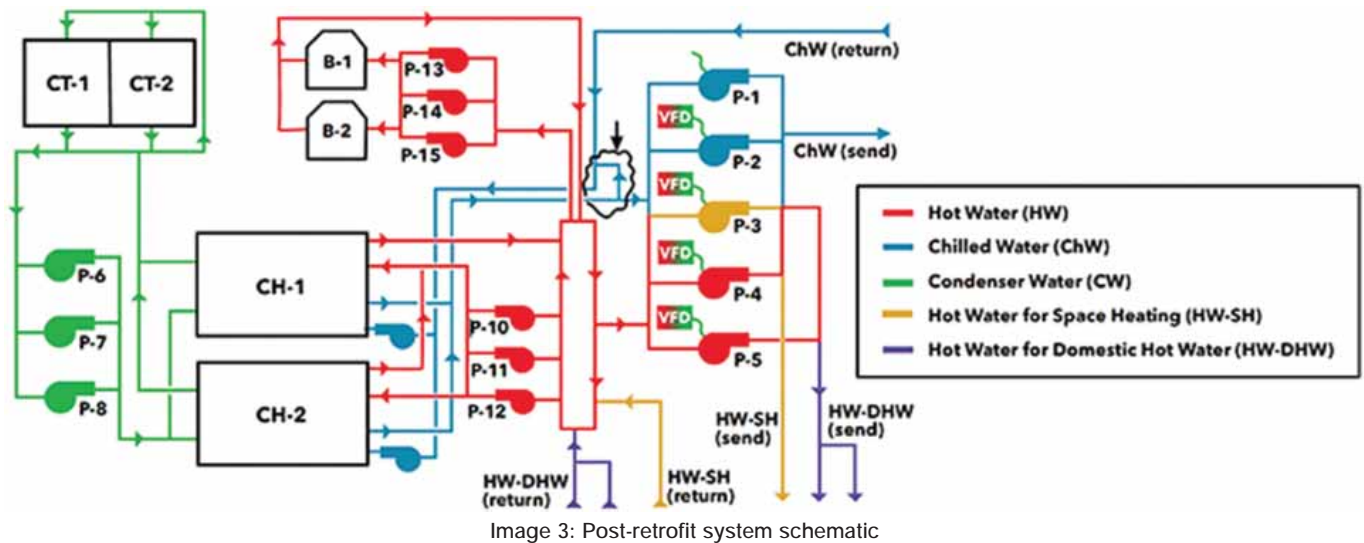 CT-1
CT-2
B-1
B-2
P-13
P-14
P-15
ChW (return)
P-1
VFD
P-2
ChW (send)
VFD
P-3
VFD
P-4
VFD
P-5
P-6
P-7
P-8
CH-1
CH-2
P-10
P-11
P-12
HW-DHW
(return)
HW-SH
(return)
HW-SH
(send)
HW-DHW
(send)
Hot Water (HW)
Chilled Water (ChW)
Condenser Water (CW)
Hot Water for Space Heating (HW-SH)
Hot Water for Domestic Hot Water (HW-DHW)
Image 3: Post-retrofit system schematic